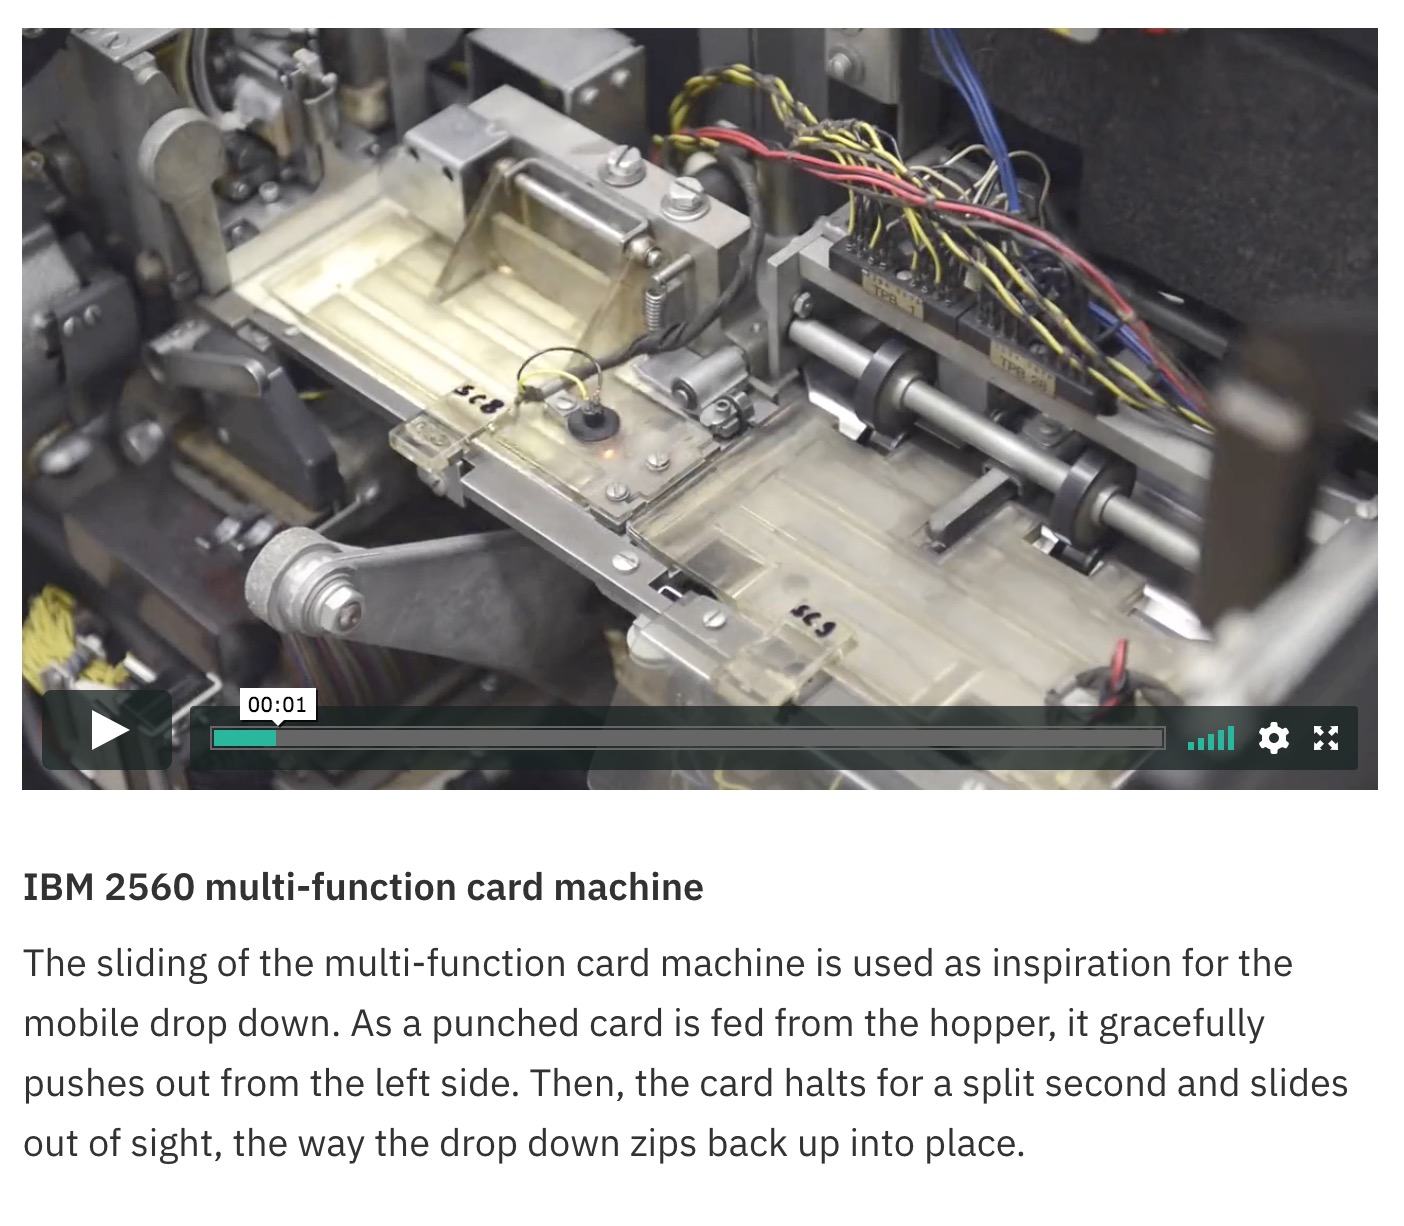 TPB 1
TPB 2B
SC8
SC9
00:01
IBM 2560 multi-function card machine
The sliding of the multi-function card machine is used as inspiration for the
mobile drop down. As a punched card is fed from the hopper, it gracefully
pushes out from the left side. Then, the card halts for a split second and slides
out of sight, the way the drop down zips back up into place.